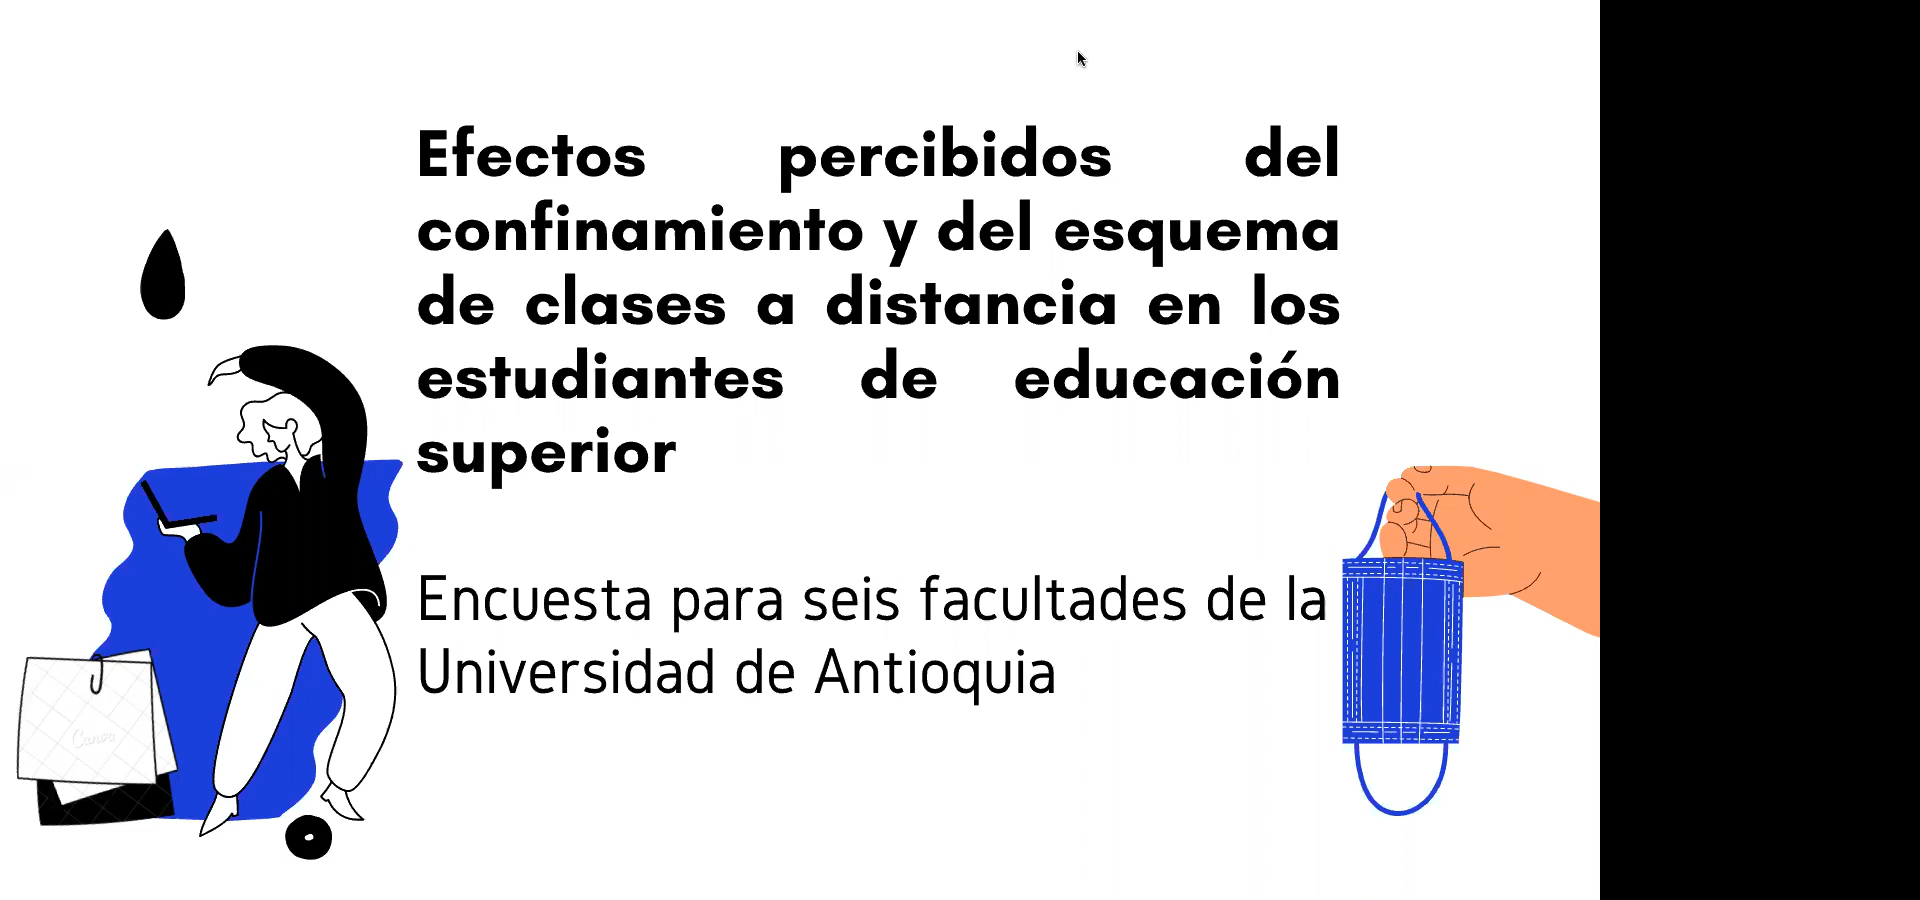 Efectos percibidos del
confinamiento y del esquema
de clases a distancia en los
estudiantes de educación
superior
Encuesta para seis facultades de la
Universidad de Antioquia
Canva